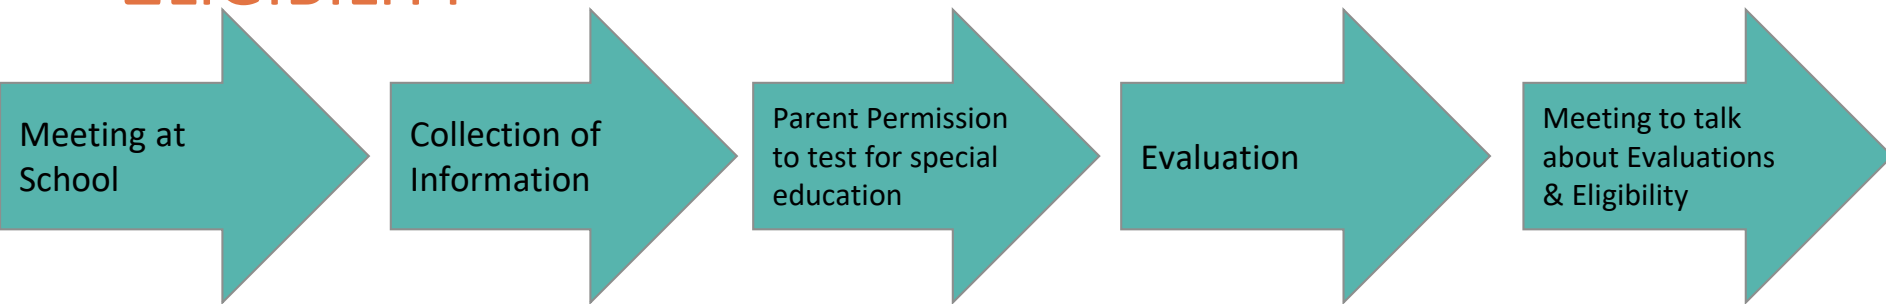 ELIGIBILITY
Meeting at
School
Collection of
Information
Parent Permission
to test for special
education
Evaluation
Meeting to talk
about Evaluations
& Eligibility